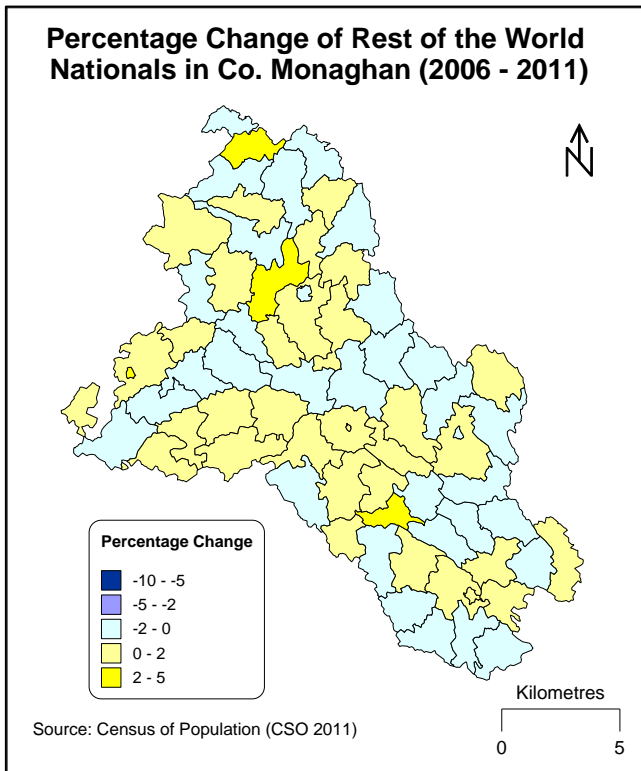 Percentage Change of Rest of the World
Nationals in Co. Monaghan (2006 - 2011)
N
Percentage Change
-10 - -5
-5 - -2
-2 - 0
0 - 2
2 - 5
Source: Census of Population (CSO 2011)
Kilometres
0 5